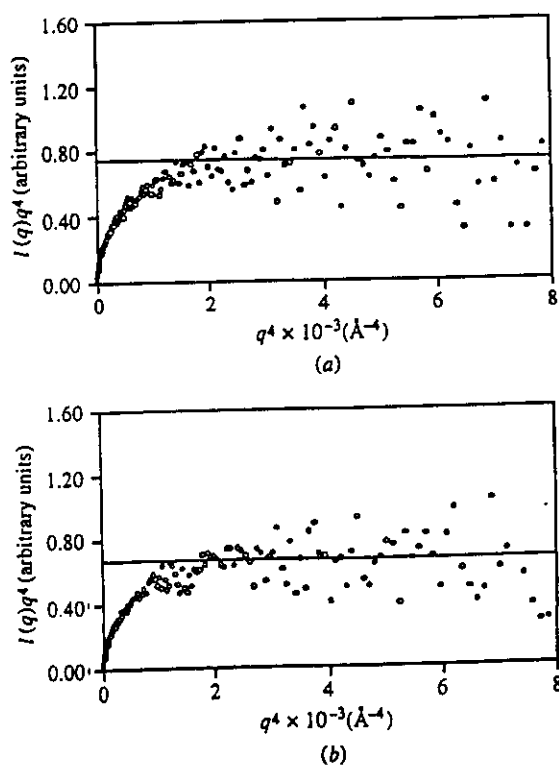 1.60
1.20
0.80
0.40
0.00
I(q)q⁴ (arbitrary units)
0 2 4 6 8
q⁴ × 10⁻³(Å⁻⁴)
(a)
1.60
1.20
0.80
0.40
0.00
I(q)q⁴ (arbitrary units)
0 2 4 6 8
q⁴ × 10⁻³(Å⁻⁴)
(b)